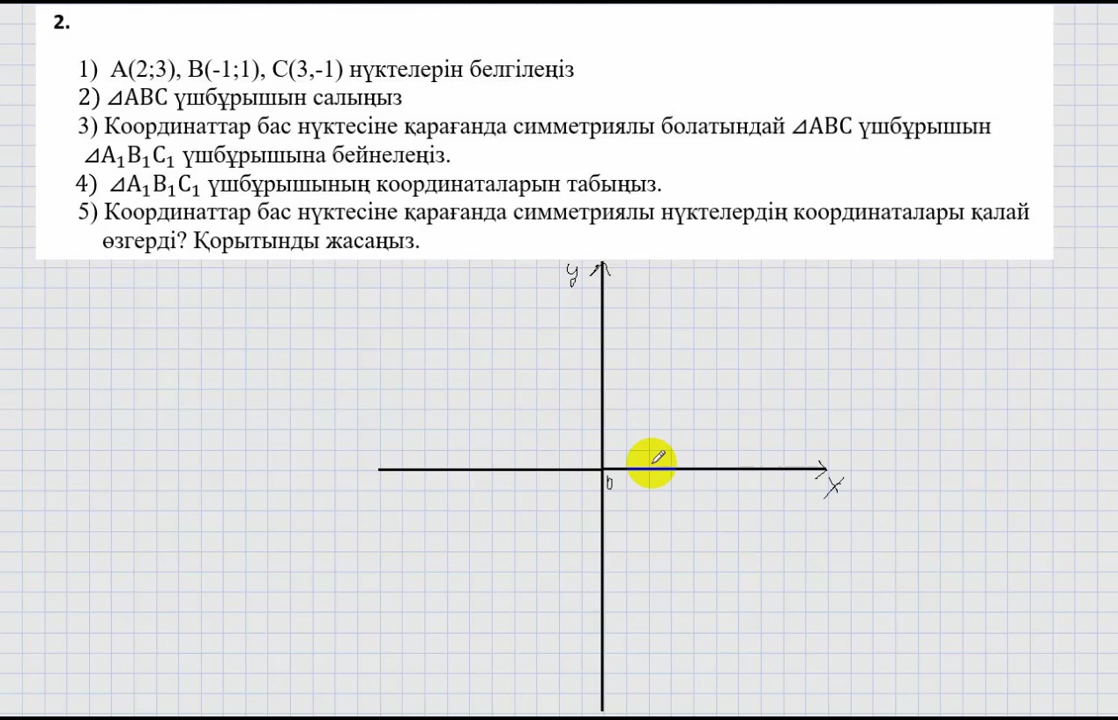 2.
1) А(2;3), В(-1;1), С(3,-1) нүктелерін белгілеңіз
2) ⊿ABC үшбұрышын салыңыз
3) Координаттар бас нүктесіне қарағанда симметриялы болатындай ⊿ABC үшбұрышын
⊿A₁B₁C₁ үшбұрышына бейнелеңіз.
4) ⊿A₁B₁C₁ үшбұрышының координаталарын табыңыз.
5) Координаттар бас нүктесіне қарағанда симметриялы нүктелердің координаталары қалай
өзгерді? Қорытынды жасаңыз.
y
0
x